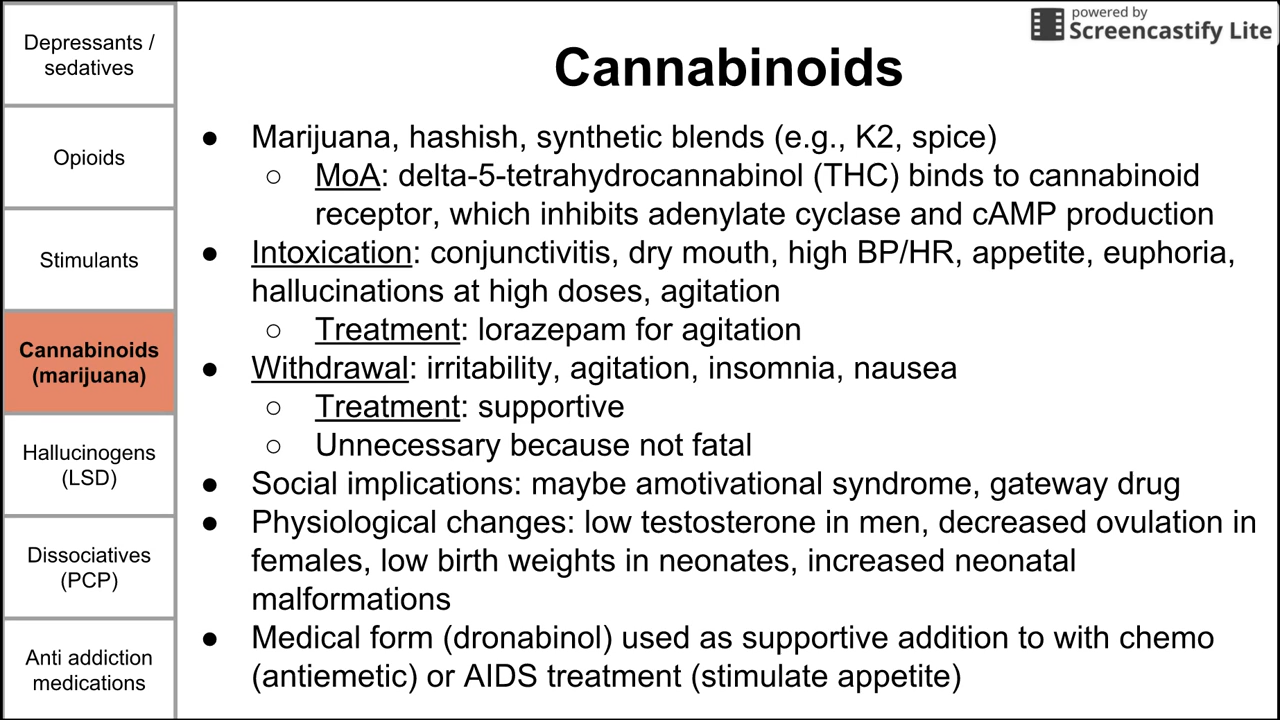 powered by
Screencastify Lite
Depressants /
sedatives
Opioids
Stimulants
Cannabinoids
(marijuana)
Hallucinogens
(LSD)
Dissociatives
(PCP)
Anti addiction
medications
Cannabinoids
● Marijuana, hashish, synthetic blends (e.g., K2, spice)
○ MoA: delta-5-tetrahydrocannabinol (THC) binds to cannabinoid
receptor, which inhibits adenylate cyclase and cAMP production
● Intoxication: conjunctivitis, dry mouth, high BP/HR, appetite, euphoria,
hallucinations at high doses, agitation
○ Treatment: lorazepam for agitation
● Withdrawal: irritability, agitation, insomnia, nausea
○ Treatment: supportive
○ Unnecessary because not fatal
● Social implications: maybe amotivational syndrome, gateway drug
● Physiological changes: low testosterone in men, decreased ovulation in
females, low birth weights in neonates, increased neonatal
malformations
● Medical form (dronabinol) used as supportive addition to with chemo
(antiemetic) or AIDS treatment (stimulate appetite)